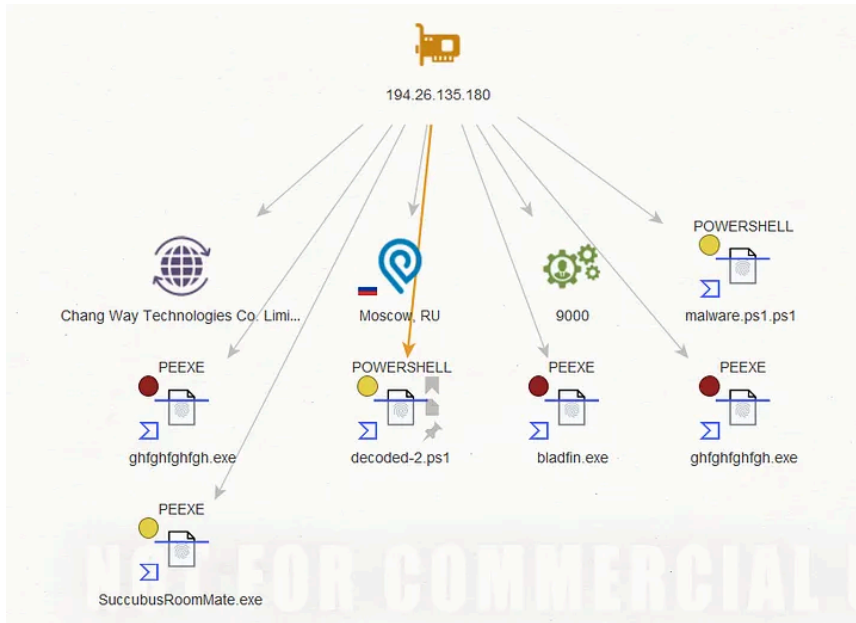 194.26.135.180
POWERSHELL
Chang Way Technologies Co. Limi...
Moscow, RU
9000
malware.ps1.ps1
PEEXE
POWERSHELL
PEEXE
PEEXE
ghfghfghfgh.exe
decoded-2.ps1
bladfin.exe
ghfghfghfgh.exe
PEEXE
SuccubusRoomMate.exe
NOT FOR COMMERCIAL